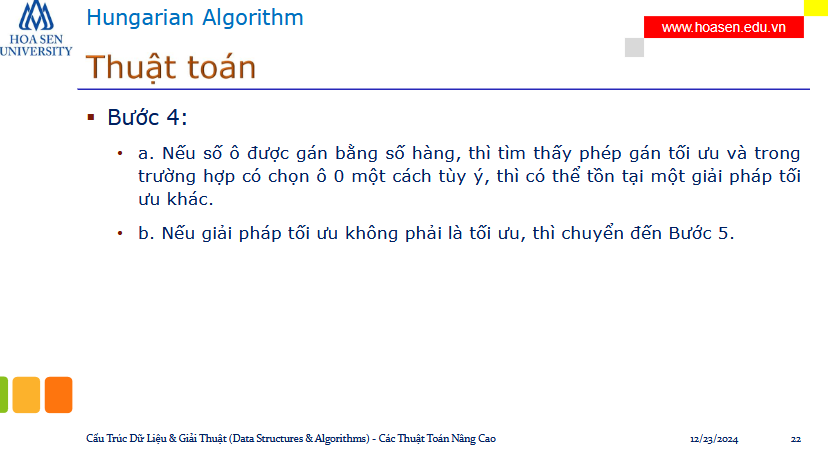 HOA SEN
UNIVERSITY
Hungarian Algorithm
www.hoasen.edu.vn
Thuật toán
Bước 4:
a. Nếu số ô được gán bằng số hàng, thì tìm thấy phép gán tối ưu và trong
trường hợp có chọn ô 0 một cách tùy ý, thì có thể tồn tại một giải pháp tối
ưu khác.
b. Nếu giải pháp tối ưu không phải là tối ưu, thì chuyển đến Bước 5.
Cấu Trúc Dữ Liệu & Giải Thuật (Data Structures & Algorithms) - Các Thuật Toán Nâng Cao
12/23/2024
22